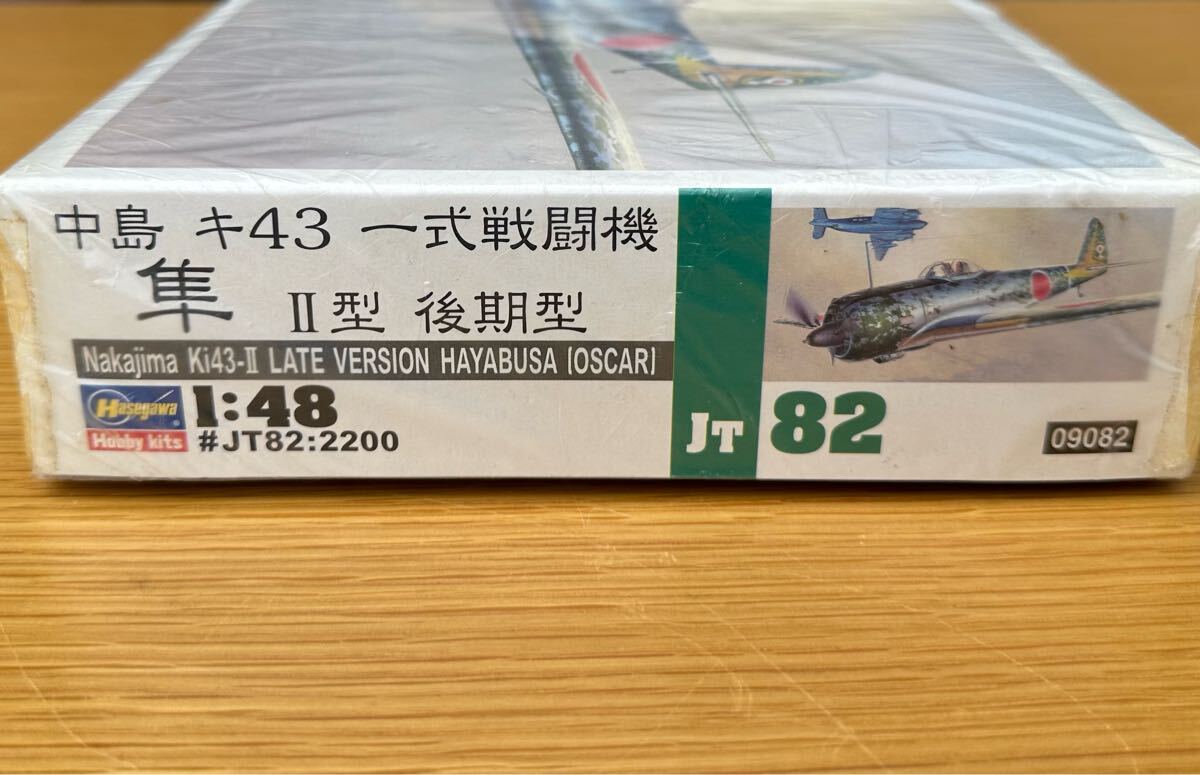 中島 キ43 一式戦闘機
隼 Ⅱ型 後期型
Nakajima Ki43-Ⅱ LATE VERSION HAYABUSA (OSCAR)
Hasegawa
Hobby kits
1:48
#JT82:2200
JT 82
09082